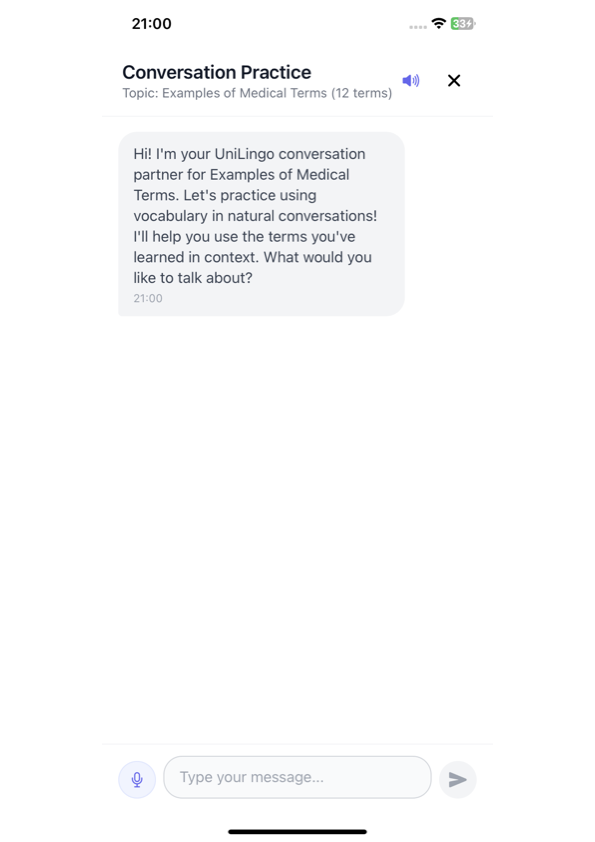 21:00
33
Conversation Practice
Topic: Examples of Medical Terms (12 terms)
Hi! I'm your UniLingo conversation
partner for Examples of Medical
Terms. Let's practice using
vocabulary in natural conversations!
I'll help you use the terms you've
learned in context. What would you
like to talk about?
21:00
Type your message...